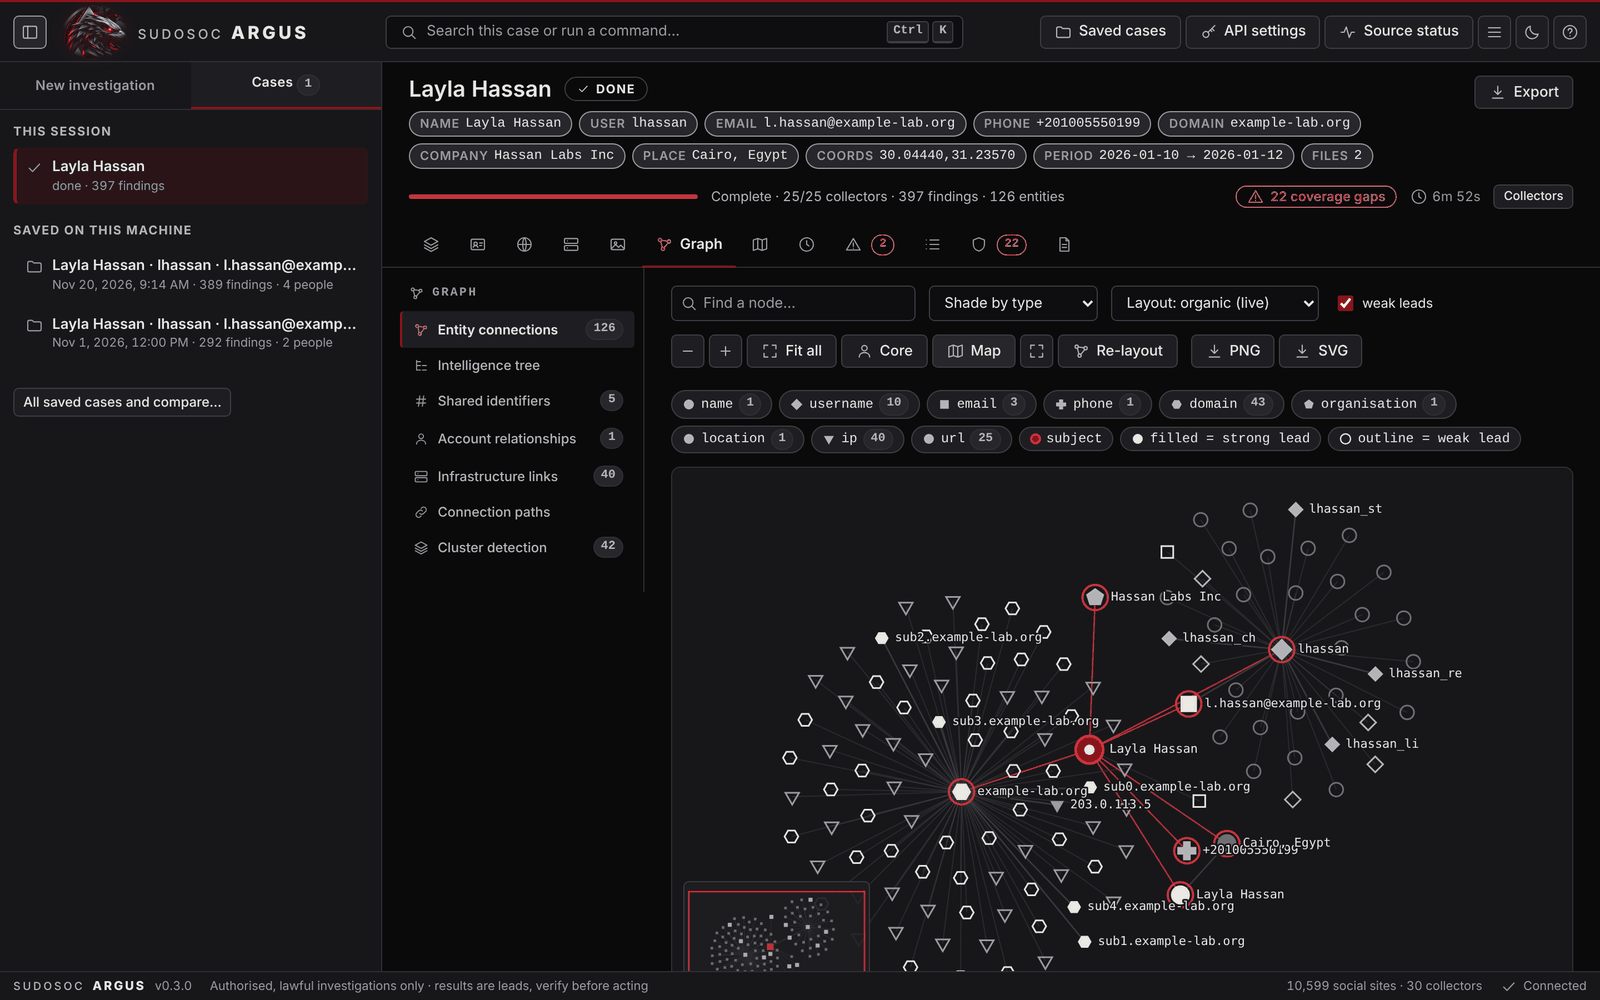 SUDOSOC ARGUS
Search this case or run a command...
Ctrl K
Saved cases
API settings
Source status
New investigation
Cases 1
THIS SESSION
Layla Hassan
done · 397 findings
SAVED ON THIS MACHINE
Layla Hassan · lhassan · l.hassan@examp...
Nov 20, 2026, 9:14 AM · 389 findings · 4 people
Layla Hassan · lhassan · l.hassan@examp...
Nov 1, 2026, 12:00 PM · 292 findings · 2 people
All saved cases and compare...
Layla Hassan
DONE
Export
NAME Layla Hassan
USER lhassan
EMAIL l.hassan@example-lab.org
PHONE +201005550199
DOMAIN example-lab.org
COMPANY Hassan Labs Inc
PLACE Cairo, Egypt
COORDS 30.04440,31.23570
PERIOD 2026-01-10 → 2026-01-12
FILES 2
Complete · 25/25 collectors · 397 findings · 126 entities
22 coverage gaps
6m 52s
Collectors
Graph
2
22
GRAPH
Entity connections 126
Intelligence tree
Shared identifiers 5
Account relationships 1
Infrastructure links 40
Connection paths
Cluster detection 42
Find a node...
Shade by type
Layout: organic (live)
weak leads
Fit all
Core
Map
Re-layout
PNG
SVG
name 1
username 10
email 3
phone 1
domain 43
organisation 1
location 1
ip 40
url 25
subject
filled = strong lead
outline = weak lead
lhassan_st
Hassan Labs Inc
sub2.example-lab.org
lhassan_ch
lhassan
lhassan_re
l.hassan@example-lab.org
sub3.example-lab.org
lhassan_li
Layla Hassan
example-lab.org
sub0.example-lab.org
203.0.113.5
Cairo, Egypt
+201005550199
Layla Hassan
sub4.example-lab.org
sub1.example-lab.org
SUDOSOC ARGUS v0.3.0
Authorised, lawful investigations only · results are leads, verify before acting
10,599 social sites · 30 collectors
Connected